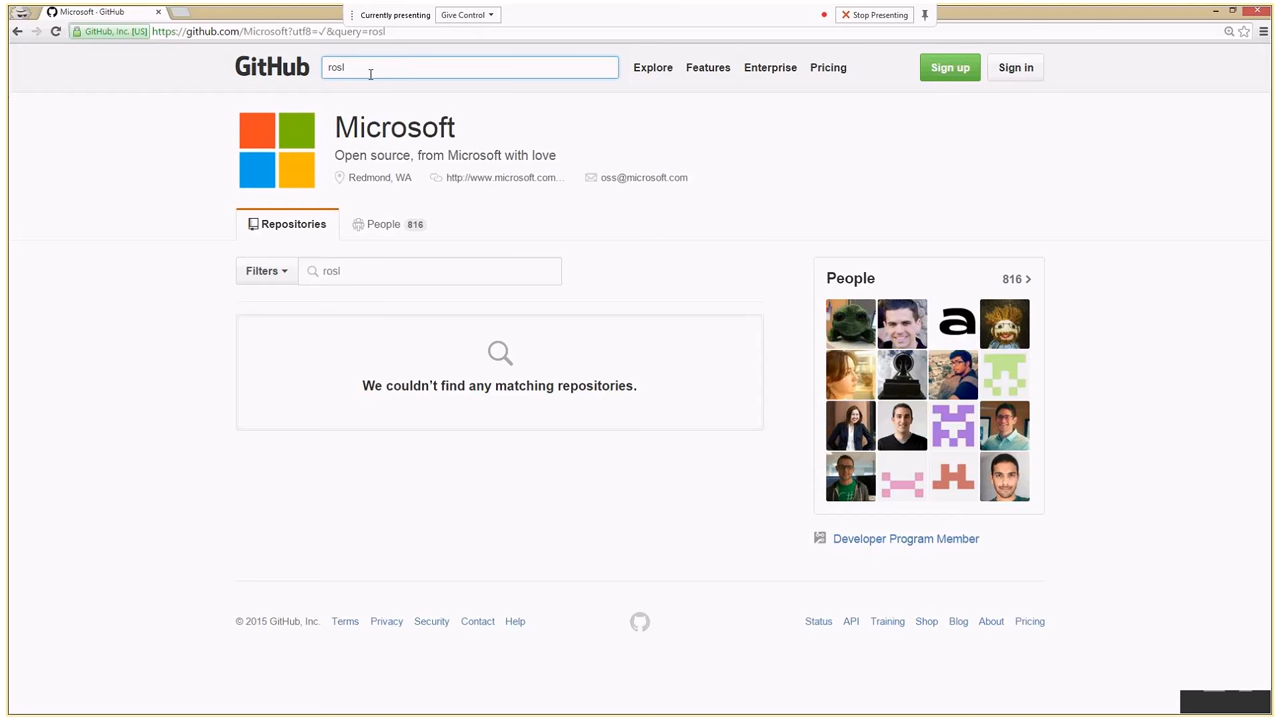 Microsoft · GitHub
Currently presenting
Give Control
Stop Presenting
GitHub, Inc. [US]
https://github.com/Microsoft?utf8=✓&query=rosl
GitHub
rosl
Explore
Features
Enterprise
Pricing
Sign up
Sign in
Microsoft
Open source, from Microsoft with love
Redmond, WA
http://www.microsoft.com…
oss@microsoft.com
Repositories
People 816
Filters
rosl
People
816
a
We couldn’t find any matching repositories.
Developer Program Member
© 2015 GitHub, Inc.
Terms
Privacy
Security
Contact
Help
Status
API
Training
Shop
Blog
About
Pricing